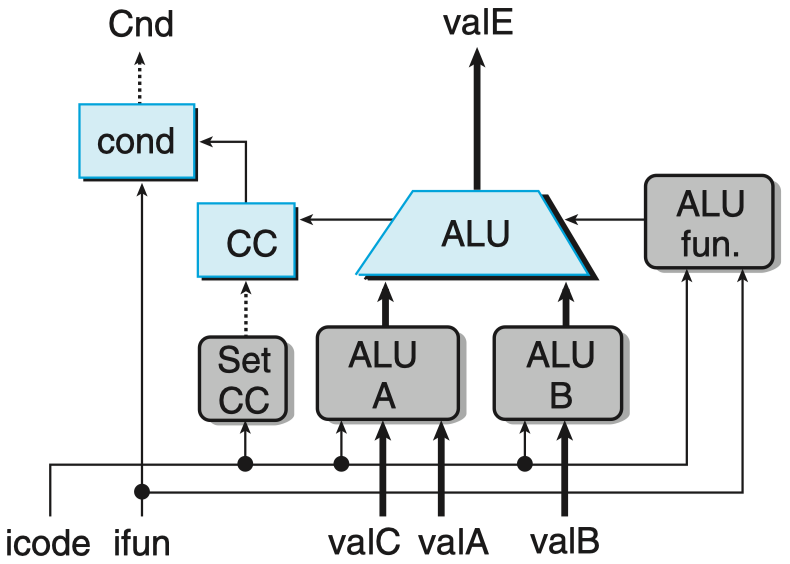 Cnd
valE
cond
ALU
fun.
CC
ALU
Set
CC
ALU
A
ALU
B
icode
ifun
valC
valA
valB